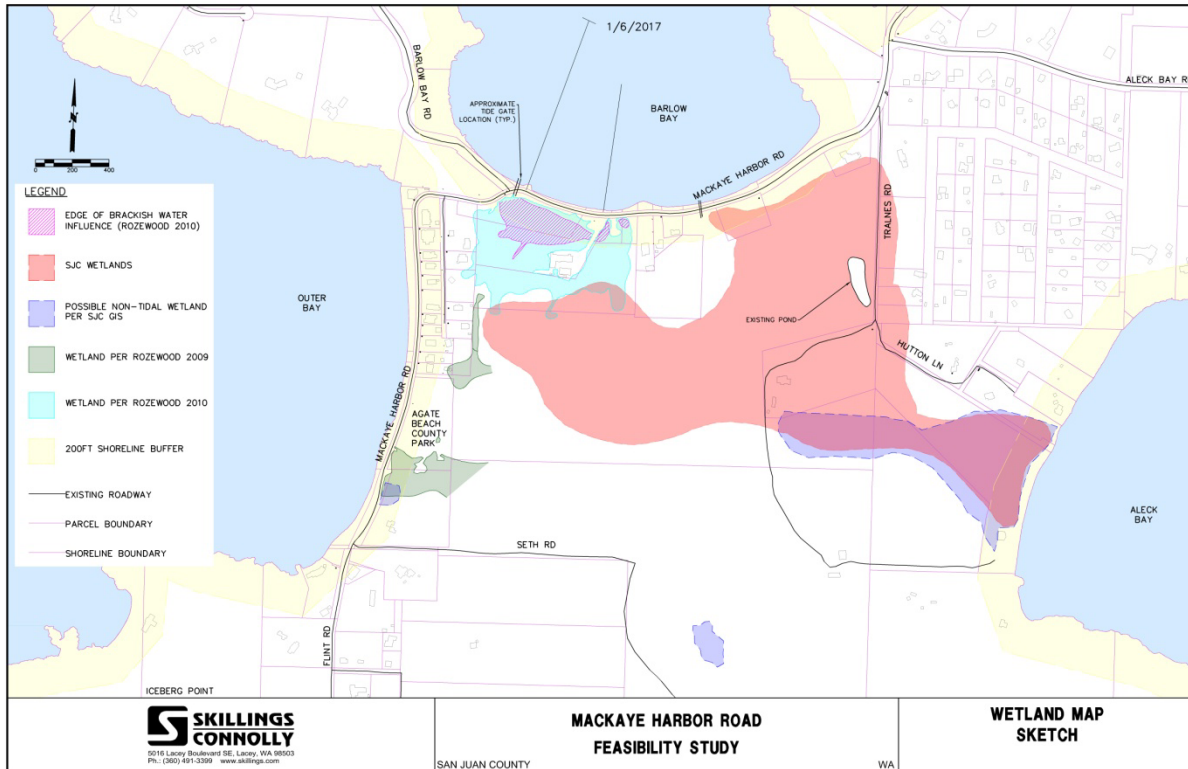 1/6/2017
BARLOW BAY RD
ALECK BAY R
APPROXIMATE
TIDE GATE
LOCATION (TYP.)
BARLOW
BAY
N
0
200
400
MACKAYE HARBOR RD
TRALNES RD
LEGEND
EDGE OF BRACKISH WATER
INFLUENCE (ROZEWOOD 2010)
SJC WETLANDS
POSSIBLE NON-TIDAL WETLAND
PER SJC GIS
WETLAND PER ROZEWOOD 2009
WETLAND PER ROZEWOOD 2010
200FT SHORELINE BUFFER
EXISTING ROADWAY
PARCEL BOUNDARY
SHORELINE BOUNDARY
OUTER
BAY
EXISTING POND
HUTTON LN
MACKAYE HARBOR RD
AGATE
BEACH
COUNTY
PARK
ALECK
BAY
SETH RD
FLINT RD
ICEBERG POINT
SKILLINGS
CONNOLLY
5016 Lacey Boulevard SE, Lacey, WA 98503
Ph.: (360) 491-3399 www.skillings.com
MACKAYE HARBOR ROAD
FEASIBILITY STUDY
SAN JUAN COUNTY
WA
WETLAND MAP
SKETCH